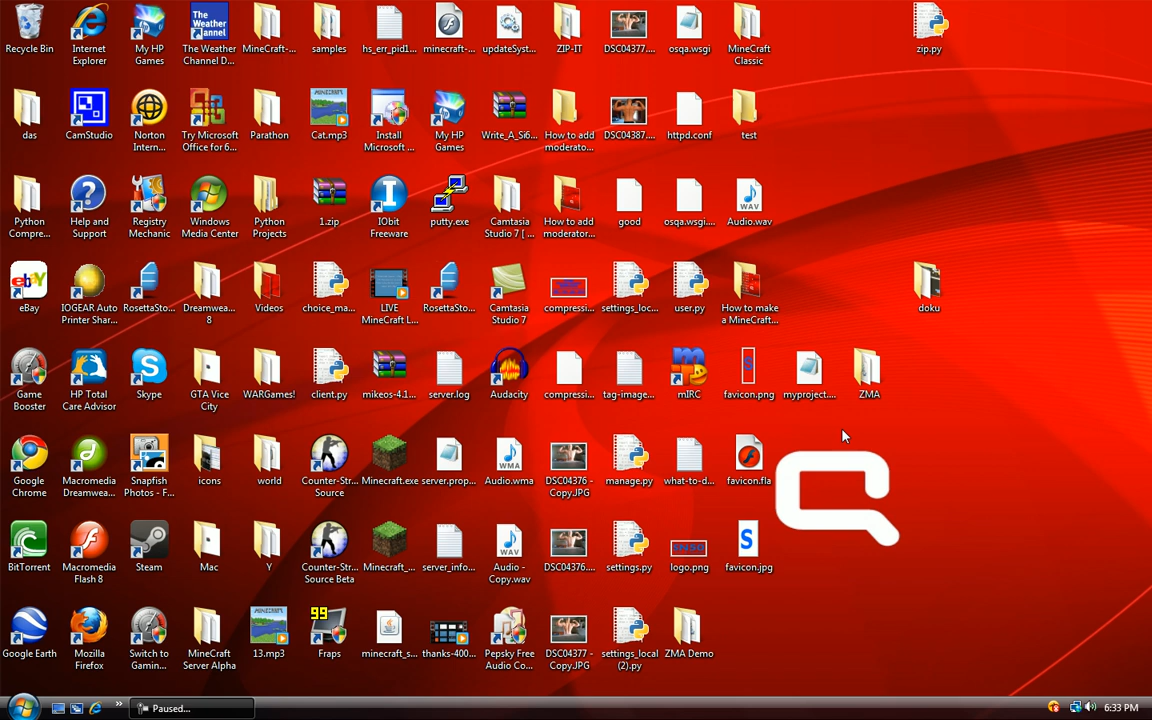 Recycle Bin
Internet
Explorer
My HP
Games
The
Weather
Channel
The Weather
Channel D...
MineCraft-...
samples
hs_err_pid1...
minecraft-...
updateSyst...
ZIP-IT
DSC04377....
osqa.wsgi
MineCraft
Classic
zip.py
das
CamStudio
Norton
Intern...
Try Microsoft
Office for 6...
Parathon
Cat.mp3
Install
Microsoft ...
My HP
Games
Write_A_Si6...
How to add
moderato...
DSC04387....
httpd.conf
test
Python
Compre...
Help and
Support
Registry
Mechanic
Windows
Media Center
Python
Projects
1.zip
IObit
Freeware
putty.exe
Camtasia
Studio 7 [ ...
How to add
moderator...
good
osqa.wsgi....
WAV
Audio.wav
ebY
eBay
IOGEAR Auto
Printer Shar...
RosettaSto...
Dreamwea...
8
Videos
choice_ma...
LIVE
MineCraft L...
RosettaSto...
Camtasia
Studio 7
compressi...
settings_loc...
user.py
How to make
a MineCraft...
doku
Game
Booster
HP Total
Care Advisor
Skype
GTA Vice
City
WARGames!
client.py
mikeos-4.1...
server.log
Audacity
compressi...
tag-image...
mIRC
favicon.png
myproject....
ZMA
Google
Chrome
Macromedia
Dreamwea...
Snapfish
Photos - F...
icons
world
Counter-Str...
Source
Minecraft.exe
server.prop...
WMA
Audio.wma
DSC04376 -
Copy.JPG
manage.py
what-to-d...
favicon.fla
BitTorrent
Macromedia
Flash 8
Steam
Mac
Y
Counter-Str...
Source Beta
Minecraft_...
server_info...
WAV
Audio -
Copy.wav
DSC04376....
settings.py
logo.png
S
favicon.jpg
Google Earth
Mozilla
Firefox
Switch to
Gamin...
MineCraft
Server Alpha
13.mp3
99
Fraps
minecraft_s...
thanks-400...
Pepsky Free
Audio Co...
DSC04377 -
Copy.JPG
settings_local
(2).py
ZMA Demo
Paused...
6:33 PM